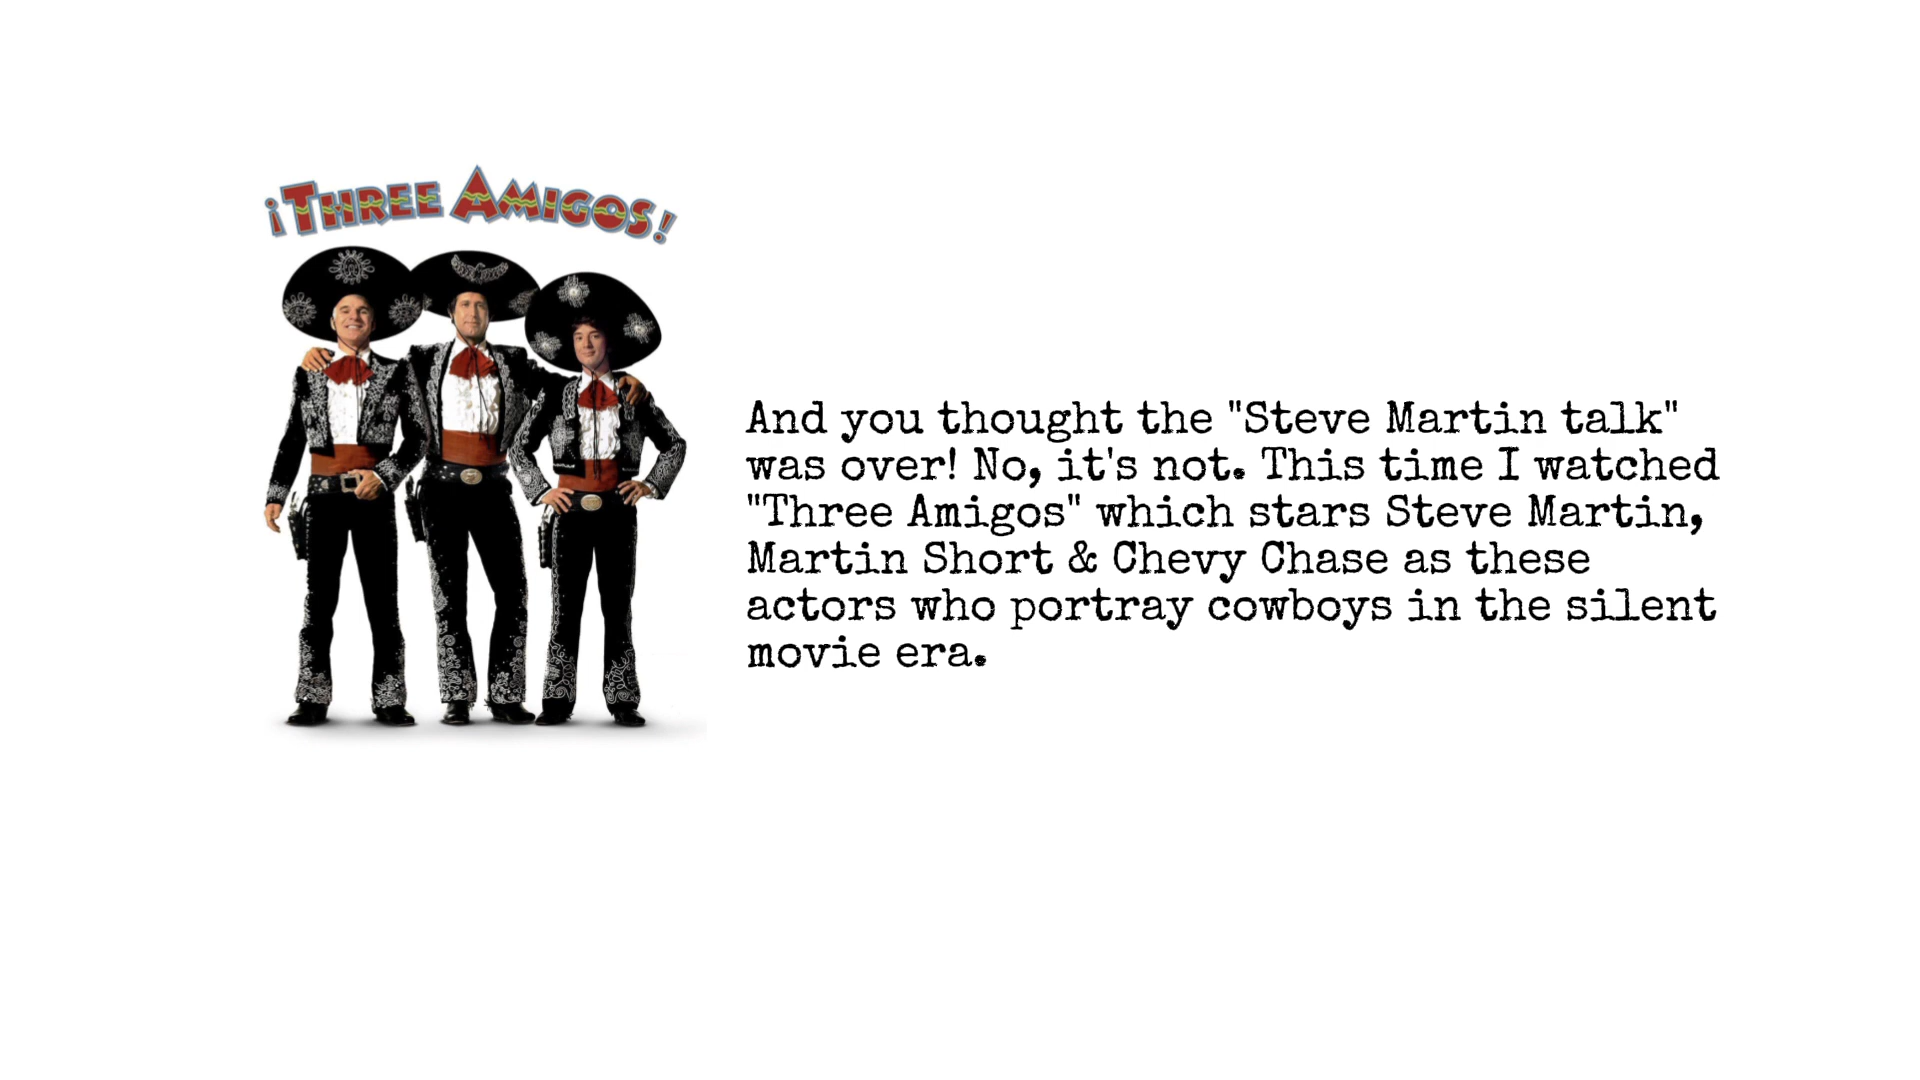 ¡THREE AMIGOS!
And you thought the "Steve Martin talk"
was over! No, it's not. This time I watched
"Three Amigos" which stars Steve Martin,
Martin Short & Chevy Chase as these
actors who portray cowboys in the silent
movie era.